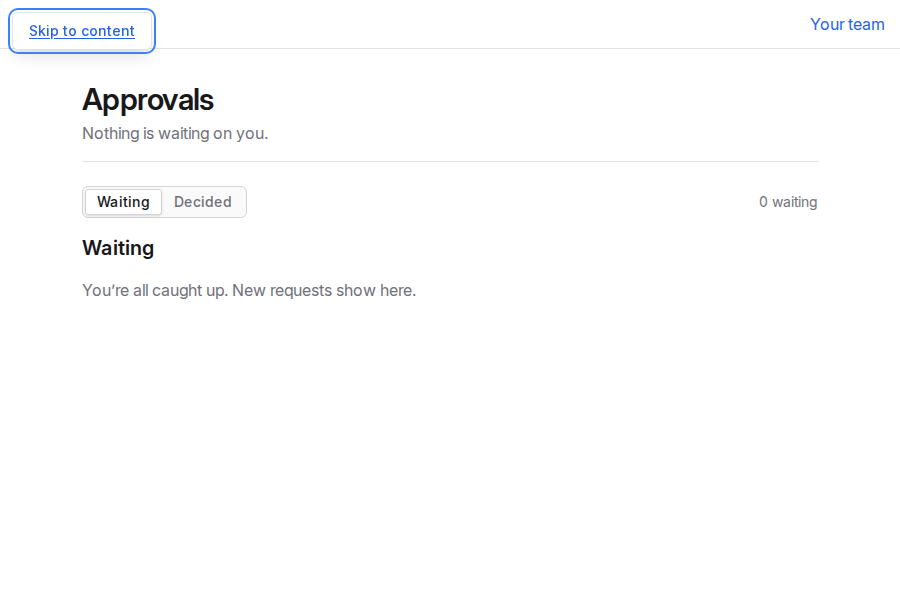 Skip to content
Your team
Approvals
Nothing is waiting on you.
Waiting Decided
0 waiting
Waiting
You’re all caught up. New requests show here.